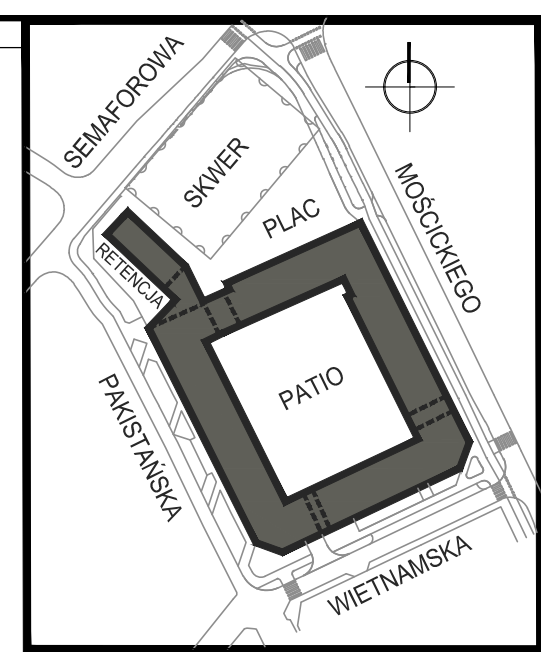 SEMAFOROWA
SKWER
MOŚCICKIEGO
PLAC
RETENCJA
PATIO
PAKISTAŃSKA
WIETNAMSKA